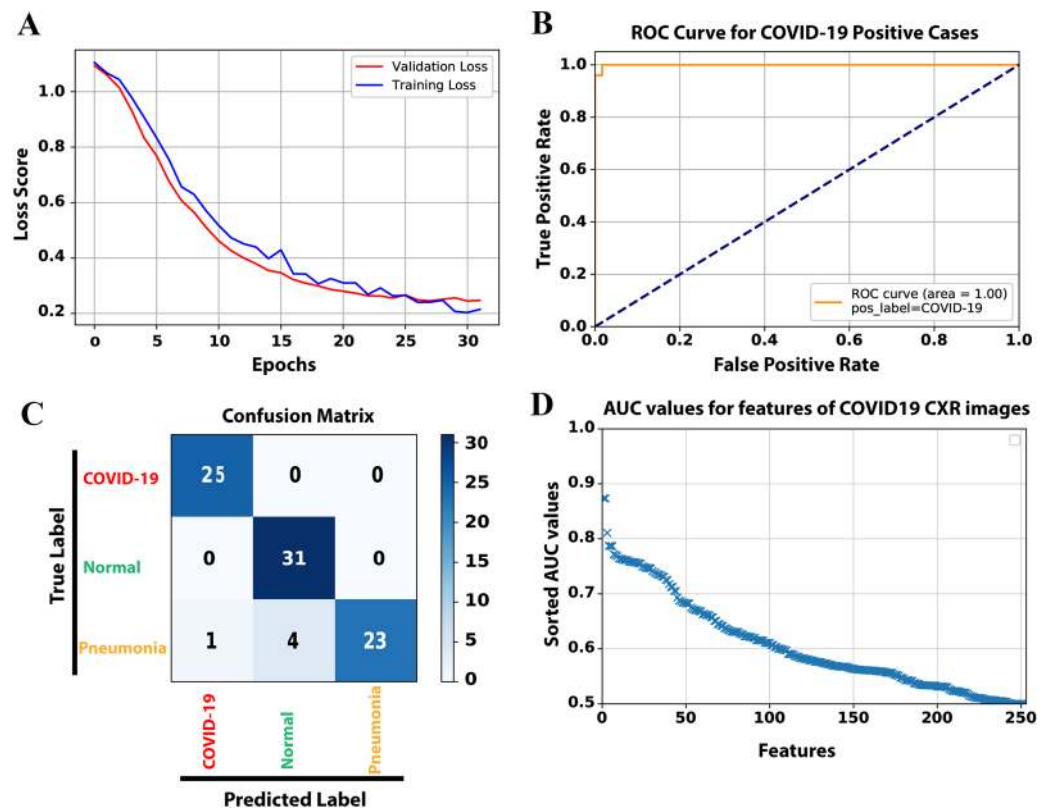 A
1.0
0.8
0.6
0.4
0.2
Loss Score
0
5
10
15
20
25
30
Epochs
Validation Loss
Training Loss
B
ROC Curve for COVID-19 Positive Cases
1.0
0.8
0.6
0.4
0.2
0.0
True Positive Rate
0.0
0.2
0.4
0.6
0.8
1.0
False Positive Rate
ROC curve (area = 1.00)
pos_label=COVID-19
C
Confusion Matrix
True Label
COVID-19
25 0 0
Normal
0 31 0
Pneumonia
1 4 23
30
25
20
15
10
5
0
COVID-19
Normal
Pneumonia
Predicted Label
D
AUC values for features of COVID19 CXR images
1.0
0.9
0.8
0.7
0.6
0.5
Sorted AUC values
0
50
100
150
200
250
Features